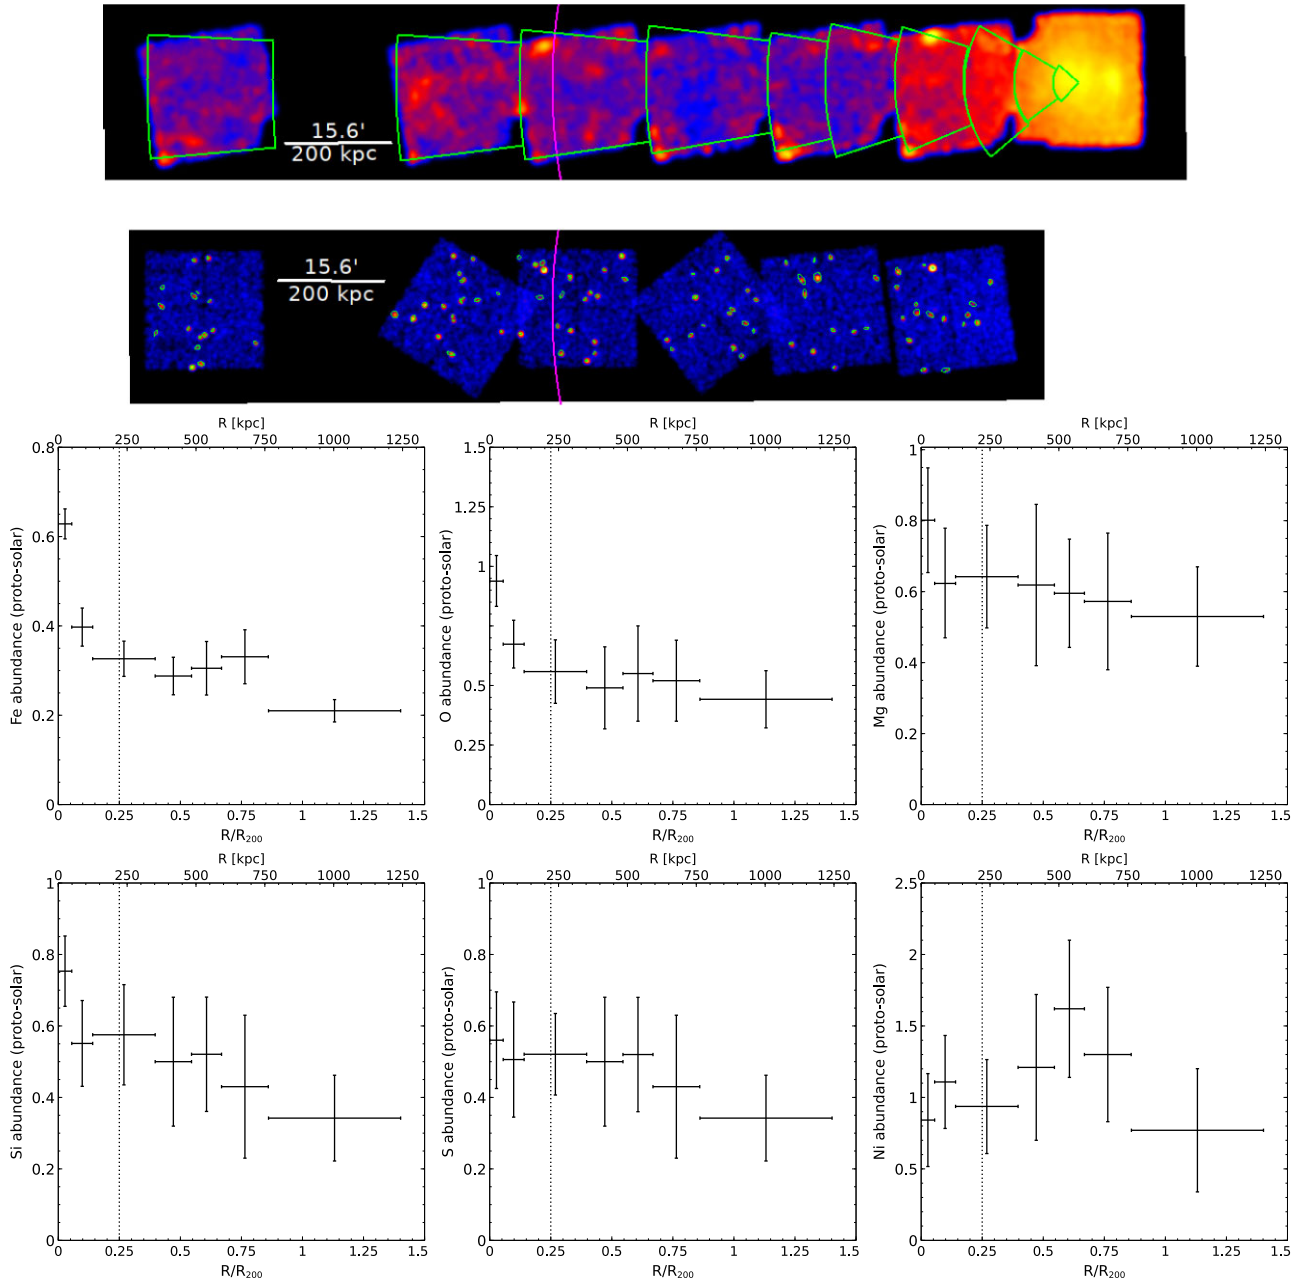 15.6'
200 kpc
15.6'
200 kpc
R [kpc]
0 250 500 750 1000 1250
0.8
0.6
0.4
0.2
0
Fe abundance (proto-solar)
0 0.25 0.5 0.75 1 1.25 1.5
R/R200
R [kpc]
0 250 500 750 1000 1250
1.5
1.25
1
0.75
0.5
0.25
0
O abundance (proto-solar)
0 0.25 0.5 0.75 1 1.25 1.5
R/R200
R [kpc]
0 250 500 750 1000 1250
1
0.8
0.6
0.4
0.2
0
Mg abundance (proto-solar)
0 0.25 0.5 0.75 1 1.25 1.5
R/R200
R [kpc]
0 250 500 750 1000 1250
1
0.8
0.6
0.4
0.2
0
Si abundance (proto-solar)
0 0.25 0.5 0.75 1 1.25 1.5
R/R200
R [kpc]
0 250 500 750 1000 1250
1
0.8
0.6
0.4
0.2
0
S abundance (proto-solar)
0 0.25 0.5 0.75 1 1.25 1.5
R/R200
R [kpc]
0 250 500 750 1000 1250
2.5
2
1.5
1
0.5
0
Ni abundance (proto-solar)
0 0.25 0.5 0.75 1 1.25 1.5
R/R200